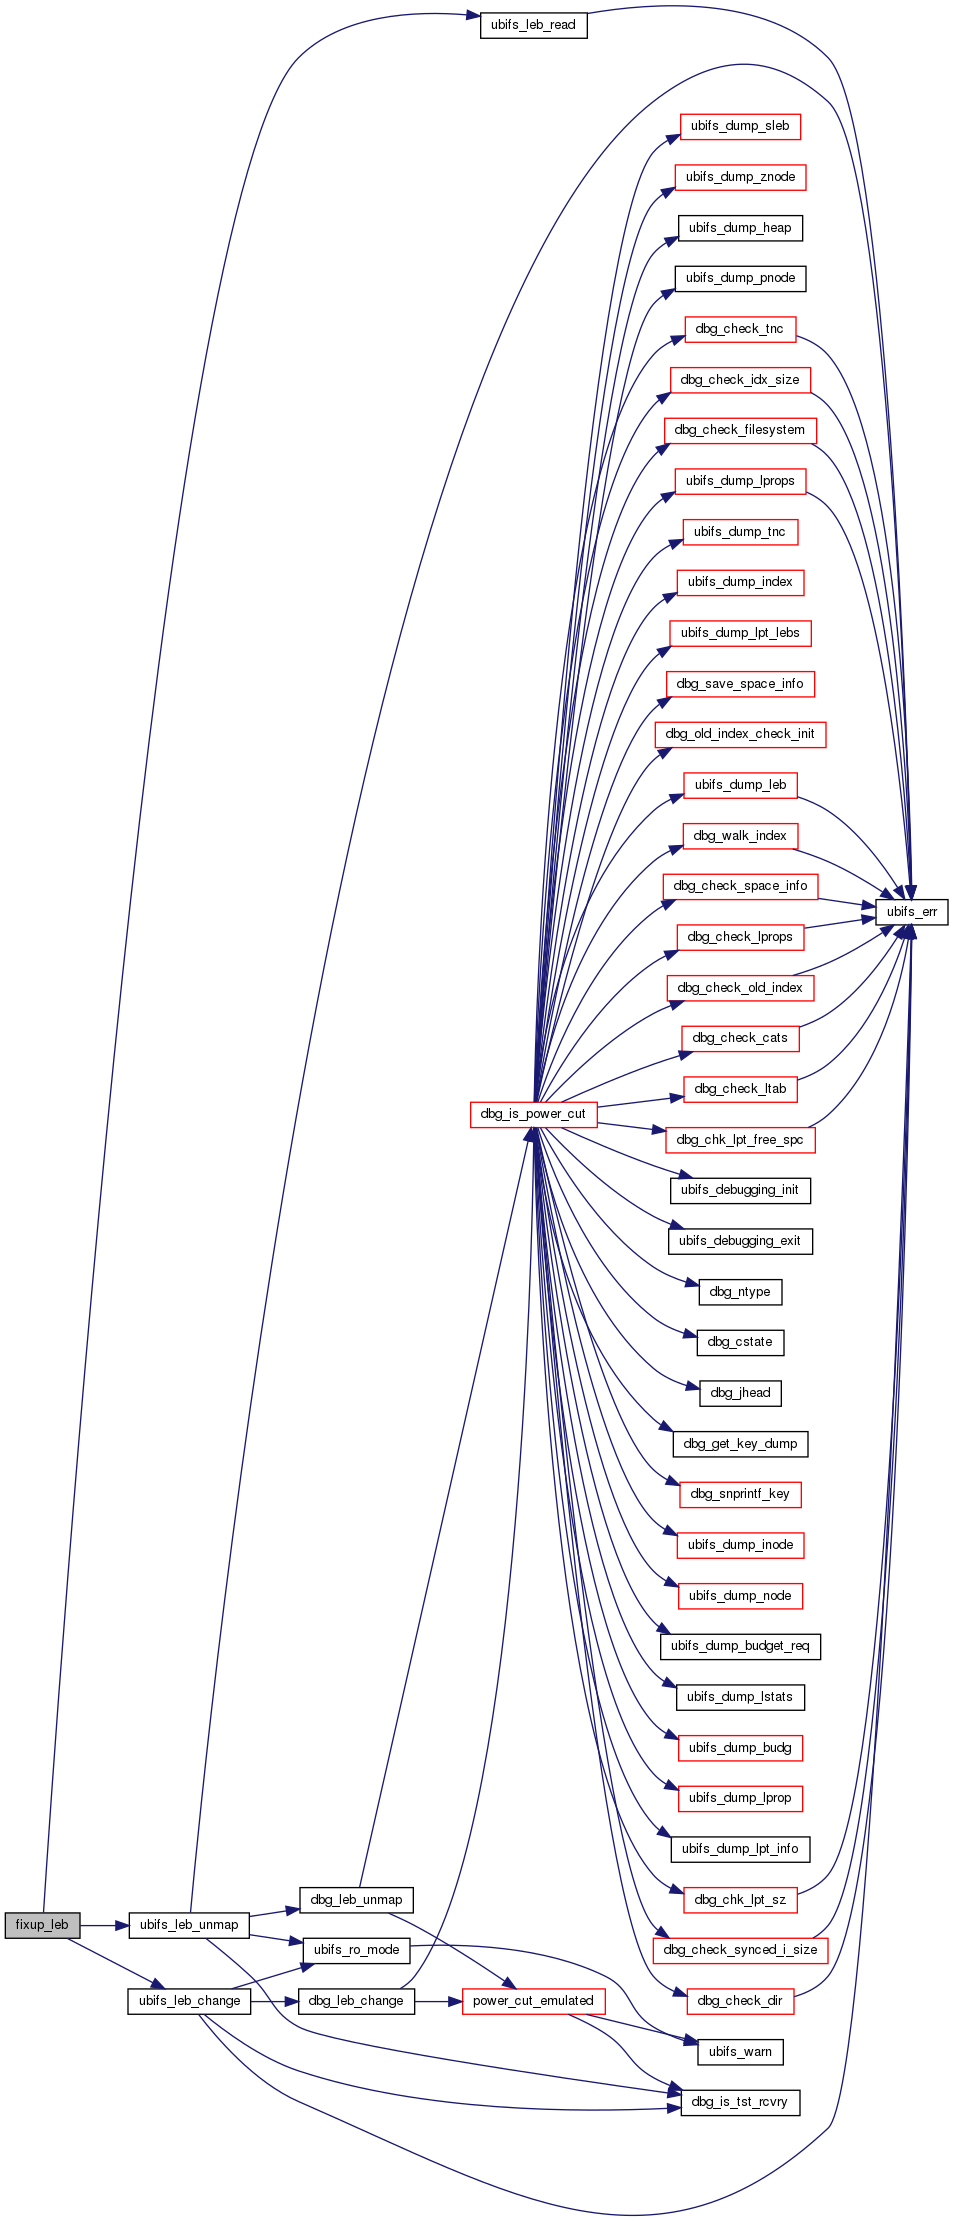 ubifs_leb_read
ubifs_dump_sleb
ubifs_dump_znode
ubifs_dump_heap
ubifs_dump_pnode
dbg_check_tnc
dbg_check_idx_size
dbg_check_filesystem
ubifs_dump_lprops
ubifs_dump_tnc
ubifs_dump_index
ubifs_dump_lpt_lebs
dbg_save_space_info
dbg_old_index_check_init
ubifs_dump_leb
dbg_walk_index
dbg_check_space_info
ubifs_err
dbg_check_lprops
dbg_check_old_index
dbg_check_cats
dbg_check_ltab
dbg_is_power_cut
dbg_chk_lpt_free_spc
ubifs_debugging_init
ubifs_debugging_exit
dbg_ntype
dbg_cstate
dbg_jhead
dbg_get_key_dump
dbg_snprintf_key
ubifs_dump_inode
ubifs_dump_node
ubifs_dump_budget_req
ubifs_dump_lstats
ubifs_dump_budg
ubifs_dump_lprop
ubifs_dump_lpt_info
dbg_chk_lpt_sz
dbg_leb_unmap
fixup_leb
ubifs_leb_unmap
ubifs_ro_mode
dbg_check_synced_i_size
ubifs_leb_change
dbg_leb_change
power_cut_emulated
dbg_check_dir
ubifs_warn
dbg_is_tst_rcvry